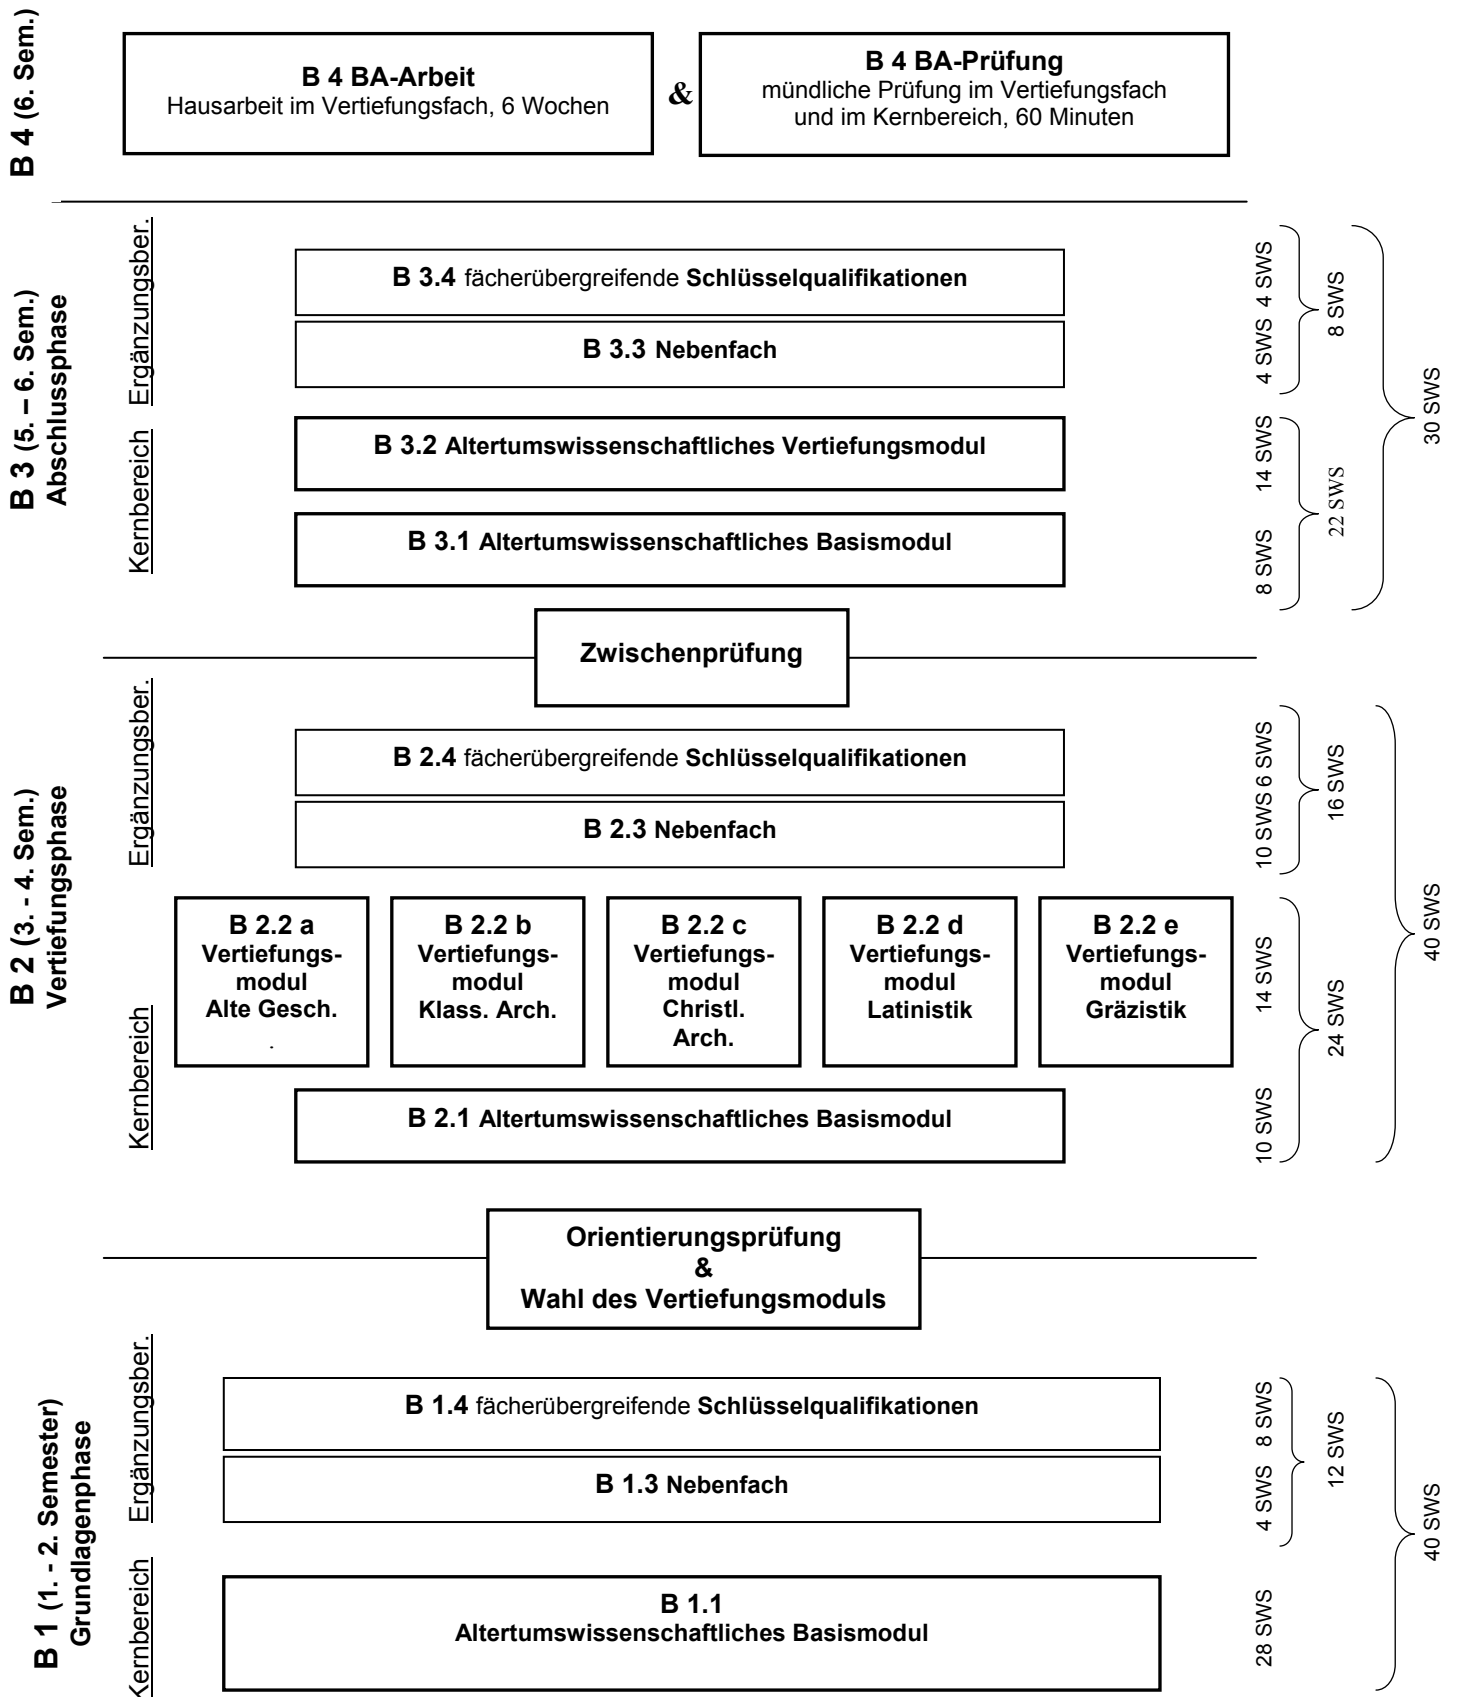 B 4 (6. Sem.)
B 4 BA-Arbeit
Hausarbeit im Vertiefungsfach, 6 Wochen
&
B 4 BA-Prüfung
mündliche Prüfung im Vertiefungsfach
und im Kernbereich, 60 Minuten
B 3 (5. – 6. Sem.)
Abschlussphase
Ergänzungsber.
B 3.4 fächerübergreifende Schlüsselqualifikationen
4 SWS
B 3.3 Nebenfach
4 SWS
8 SWS
Kernbereich
B 3.2 Altertumswissenschaftliches Vertiefungsmodul
14 SWS
B 3.1 Altertumswissenschaftliches Basismodul
8 SWS
22 SWS
30 SWS
Zwischenprüfung
B 2 (3. - 4. Sem.)
Vertiefungsphase
Ergänzungsber.
B 2.4 fächerübergreifende Schlüsselqualifikationen
6 SWS
B 2.3 Nebenfach
10 SWS
16 SWS
Kernbereich
B 2.2 a
Vertiefungs-
modul
Alte Gesch.
.
B 2.2 b
Vertiefungs-
modul
Klass. Arch.
B 2.2 c
Vertiefungs-
modul
Christl.
Arch.
B 2.2 d
Vertiefungs-
modul
Latinistik
B 2.2 e
Vertiefungs-
modul
Gräzistik
14 SWS
B 2.1 Altertumswissenschaftliches Basismodul
10 SWS
24 SWS
40 SWS
Orientierungsprüfung
&
Wahl des Vertiefungsmoduls
B 1 (1. - 2. Semester)
Grundlagenphase
Ergänzungsber.
B 1.4 fächerübergreifende Schlüsselqualifikationen
8 SWS
B 1.3 Nebenfach
4 SWS
12 SWS
Kernbereich
B 1.1
Altertumswissenschaftliches Basismodul
28 SWS
40 SWS